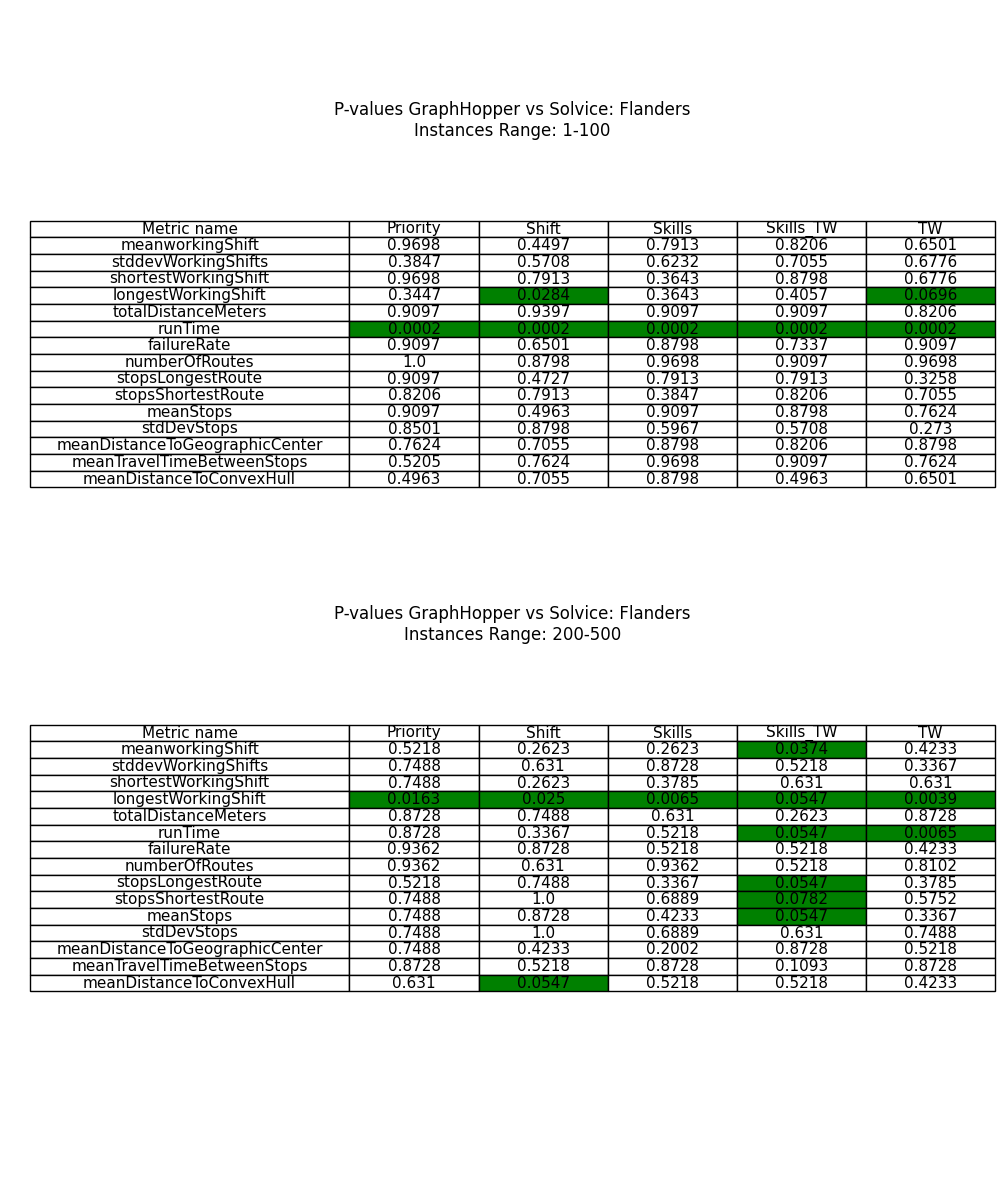 P-values GraphHopper vs Solvice: Flanders
Instances Range: 1-100
Metric name Priority Shift Skills Skills_TW TW
meanworkingShift 0.9698 0.4497 0.7913 0.8206 0.6501
stddevWorkingShifts 0.3847 0.5708 0.6232 0.7055 0.6776
shortestWorkingShift 0.9698 0.7913 0.3643 0.8798 0.6776
longestWorkingShift 0.3447 0.0284 0.3643 0.4057 0.0696
totalDistanceMeters 0.9097 0.9397 0.9097 0.9097 0.8206
runTime 0.0002 0.0002 0.0002 0.0002 0.0002
failureRate 0.9097 0.6501 0.8798 0.7337 0.9097
numberOfRoutes 1.0 0.8798 0.9698 0.9097 0.9698
stopsLongestRoute 0.9097 0.4727 0.7913 0.7913 0.3258
stopsShortestRoute 0.8206 0.7913 0.3847 0.8206 0.7055
meanStops 0.9097 0.4963 0.9097 0.8798 0.7624
stdDevStops 0.8501 0.8798 0.5967 0.5708 0.273
meanDistanceToGeographicCenter 0.7624 0.7055 0.8798 0.8206 0.8798
meanTravelTimeBetweenStops 0.5205 0.7624 0.9698 0.9097 0.7624
meanDistanceToConvexHull 0.4963 0.7055 0.8798 0.4963 0.6501
P-values GraphHopper vs Solvice: Flanders
Instances Range: 200-500
Metric name Priority Shift Skills Skills_TW TW
meanworkingShift 0.5218 0.2623 0.2623 0.0374 0.4233
stddevWorkingShifts 0.7488 0.631 0.8728 0.5218 0.3367
shortestWorkingShift 0.7488 0.2623 0.3785 0.631 0.631
longestWorkingShift 0.0163 0.025 0.0065 0.0547 0.0039
totalDistanceMeters 0.8728 0.7488 0.631 0.2623 0.8728
runTime 0.8728 0.3367 0.5218 0.0547 0.0065
failureRate 0.9362 0.8728 0.5218 0.5218 0.4233
numberOfRoutes 0.9362 0.631 0.9362 0.5218 0.8102
stopsLongestRoute 0.5218 0.7488 0.3367 0.0547 0.3785
stopsShortestRoute 0.7488 1.0 0.6889 0.0782 0.5752
meanStops 0.7488 0.8728 0.4233 0.0547 0.3367
stdDevStops 0.7488 1.0 0.6889 0.631 0.7488
meanDistanceToGeographicCenter 0.7488 0.4233 0.2002 0.8728 0.5218
meanTravelTimeBetweenStops 0.8728 0.5218 0.8728 0.1093 0.8728
meanDistanceToConvexHull 0.631 0.0547 0.5218 0.5218 0.4233